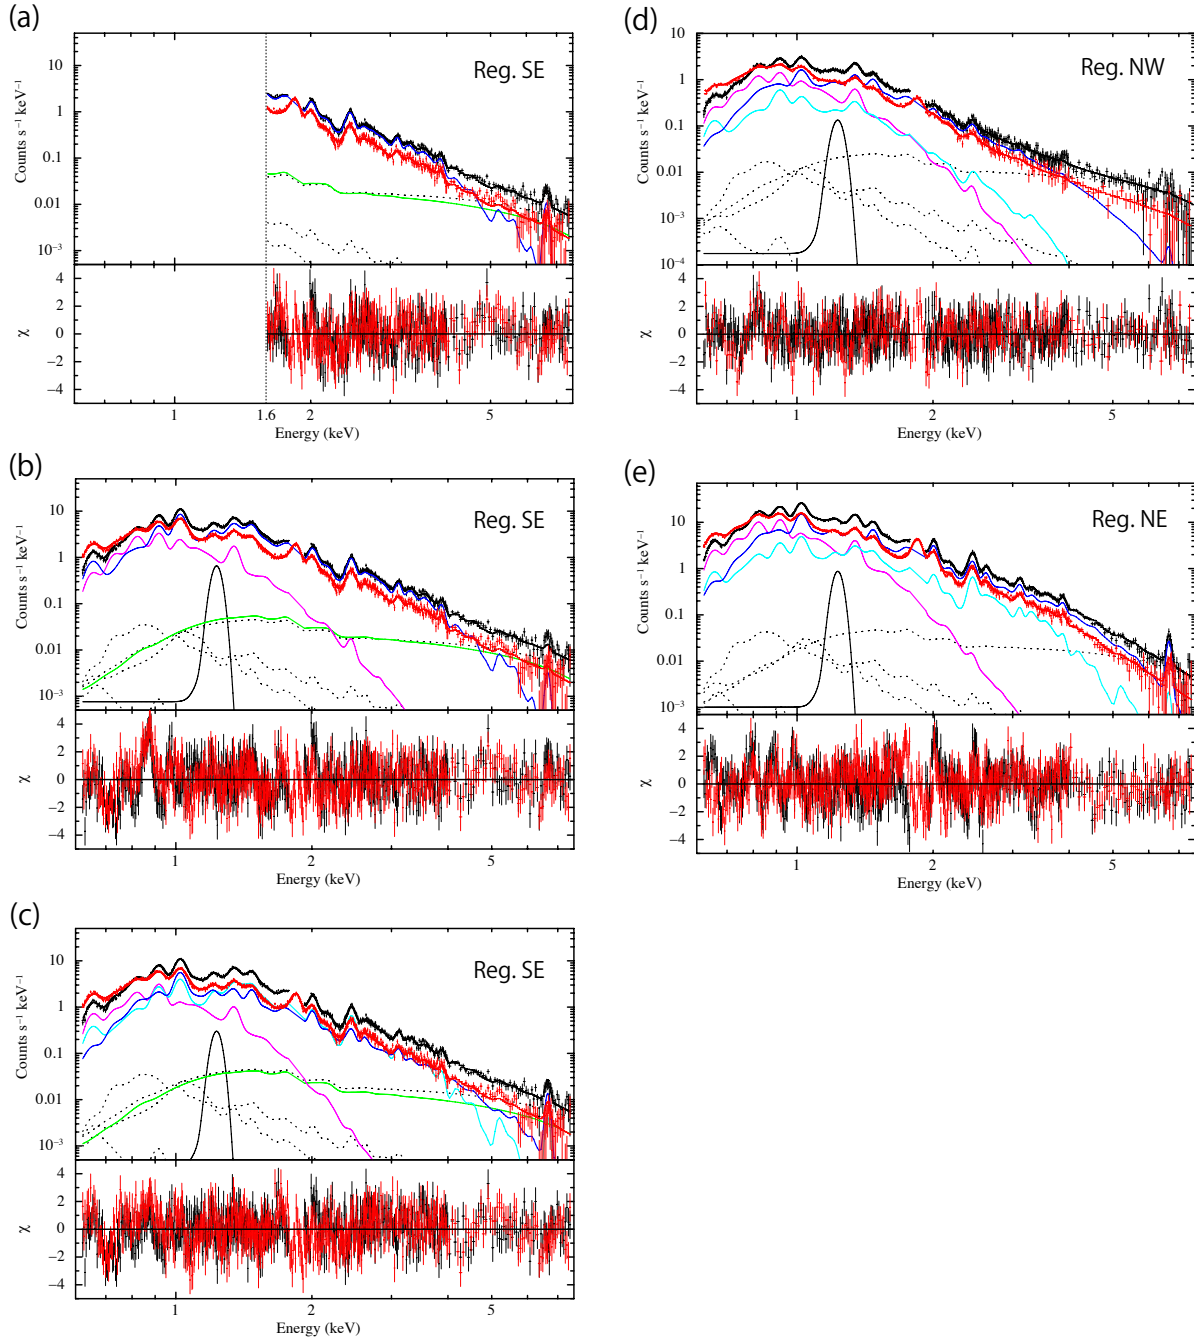 (a)
Reg. SE
Counts s⁻¹ keV⁻¹
10
1
0.1
0.01
10⁻³
χ
4
2
0
−2
−4
1
1.6
2
5
Energy (keV)
(b)
Reg. SE
Counts s⁻¹ keV⁻¹
10
1
0.1
0.01
10⁻³
χ
4
2
0
−2
−4
1
2
5
Energy (keV)
(c)
Reg. SE
Counts s⁻¹ keV⁻¹
10
1
0.1
0.01
10⁻³
χ
4
2
0
−2
−4
1
2
5
Energy (keV)
(d)
Reg. NW
Counts s⁻¹ keV⁻¹
10
1
0.1
0.01
10⁻³
10⁻⁴
χ
4
2
0
−2
−4
1
2
5
Energy (keV)
(e)
Reg. NE
Counts s⁻¹ keV⁻¹
10
1
0.1
0.01
10⁻³
χ
4
2
0
−2
−4
1
2
5
Energy (keV)